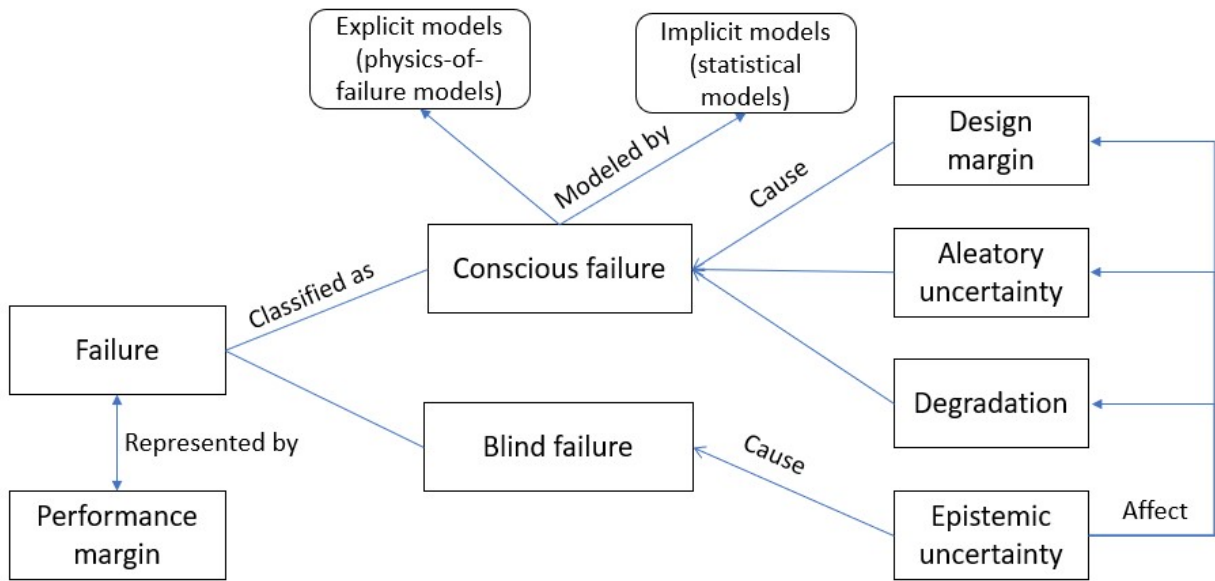 Explicit models
(physics-of-
failure models)
Implicit models
(statistical
models)
Modeled by
Design
margin
Cause
Conscious failure
Aleatory
uncertainty
Classified as
Failure
Degradation
Represented by
Blind failure
Cause
Performance
margin
Epistemic
uncertainty
Affect